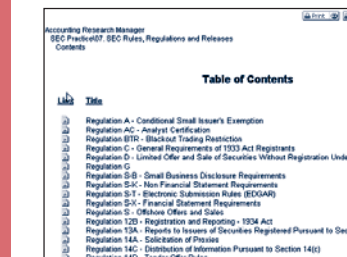 Print
Accounting Research Manager
SEC Practice\07. SEC Rules, Regulations and Releases
Contents
Table of Contents
Link Title
Regulation A - Conditional Small Issuer's Exemption
Regulation AC - Analyst Certification
Regulation BTR - Blackout Trading Restriction
Regulation C - General Requirements of 1933 Act Registrants
Regulation D - Limited Offer and Sale of Securities Without Registration Unde
Regulation G
Regulation S-B - Small Business Disclosure Requirements
Regulation S-K - Non Financial Statement Requirements
Regulation S-T - Electronic Submission Rules (EDGAR)
Regulation S-X - Financial Statement Requirements
Regulation S - Offshore Offers and Sales
Regulation 12B - Registration and Reporting - 1934 Act
Regulation 13A - Reports to Issuers of Securities Registered Pursuant to Sec
Regulation 14A - Solicitation of Proxies
Regulation 14C - Distribution of Information Pursuant to Section 14(c)